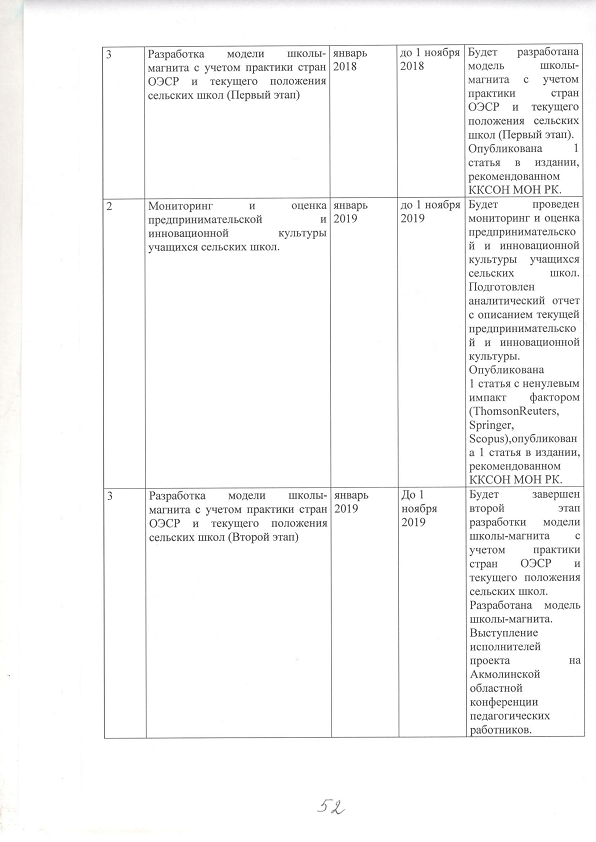 3
Разработка модели школы-
магнита с учетом практики стран
ОЭСР и текущего положения
сельских школ (Первый этап)
январь
2018
до 1 ноября
2018
Будет разработана
модель школы-
магнита с учетом
практики стран
ОЭСР и текущего
положения сельских
школ (Первый этап).
Опубликована 1
статья в издании,
рекомендованном
ККСОН МОН РК.
2
Мониторинг и оценка
предпринимательской и
инновационной культуры
учащихся сельских школ.
январь
2019
до 1 ноября
2019
Будет проведен
мониторинг и оценка
предпринимательско
й и инновационной
культуры учащихся
сельских школ.
Подготовлен
аналитический отчет
с описанием текущей
предпринимательско
й и инновационной
культуры.
Опубликована
1 статья с ненулевым
импакт фактором
(ThomsonReuters,
Springer,
Scopus),опубликован
а 1 статья в издании,
рекомендованном
ККСОН МОН РК.
3
Разработка модели школы-
магнита с учетом практики стран
ОЭСР и текущего положения
сельских школ (Второй этап)
январь
2019
До 1
ноября
2019
Будет завершен
второй этап
разработки модели
школы-магнита с
учетом практики
стран ОЭСР и
текущего положения
сельских школ.
Разработана модель
школы-магнита.
Выступление
исполнителей
проекта на
Акмолинской
областной
конференции
педагогических
работников.
52